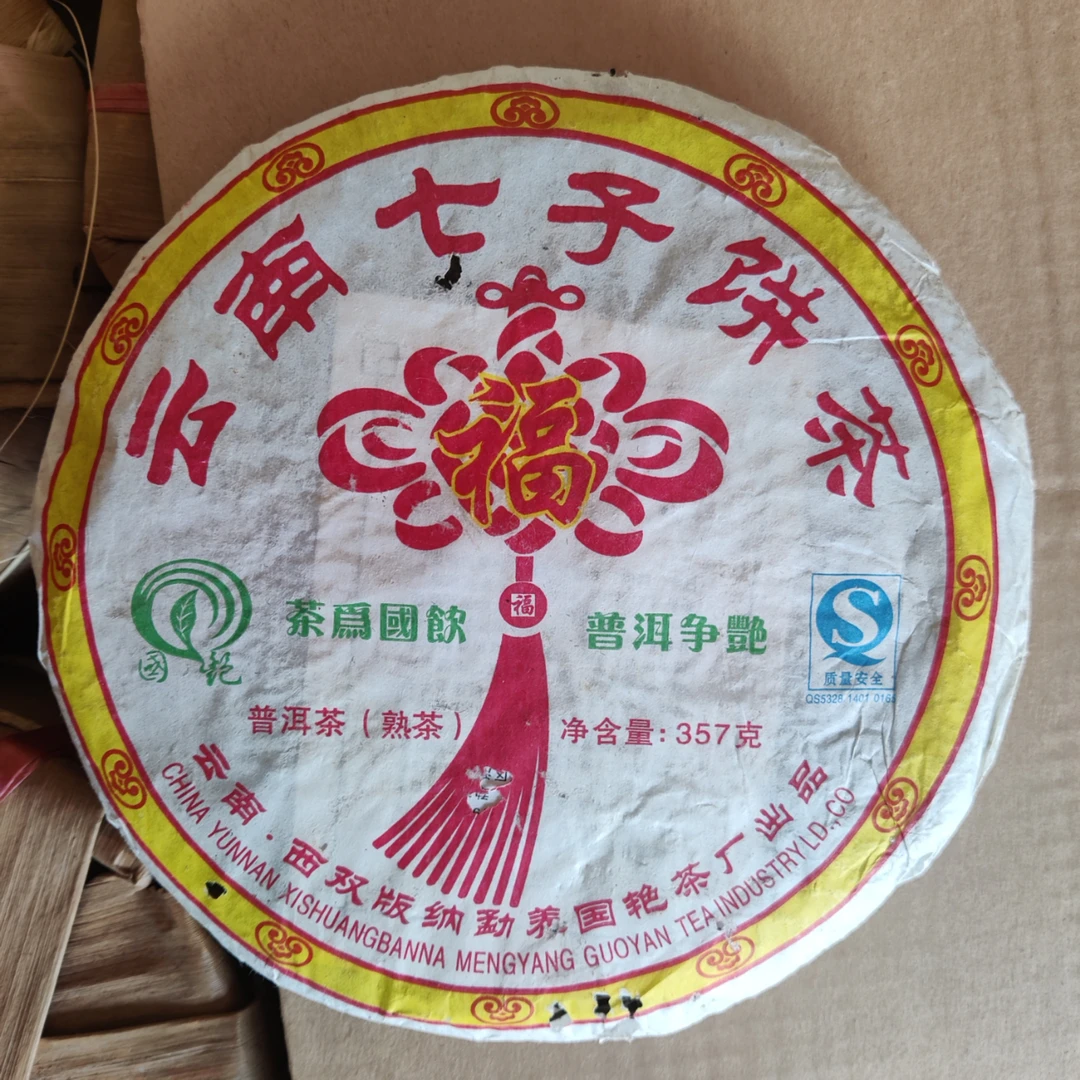 云南七子饼茶
福
福
國艷
茶爲國飲
普洱争艷
质量安全
QS5328 1401 016
普洱茶（熟茶）
净含量：357克
云南·西双版纳勐养国艳茶厂出品
CHINA YUNNAN XISHUANGBANNA MENGYANG GUOYAN TEA INDUSTRY LD.,CO